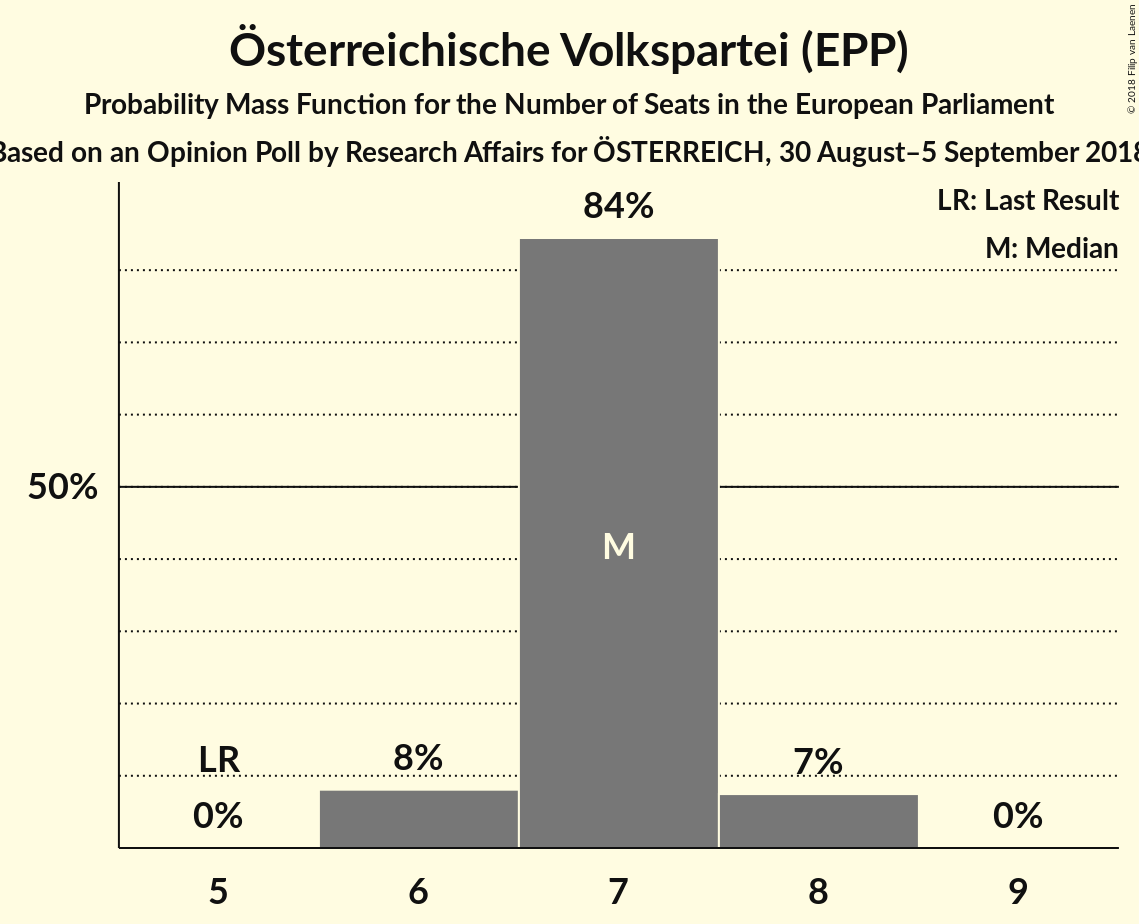 Österreichische Volkspartei (EPP)
Probability Mass Function for the Number of Seats in the European Parliament
Based on an Opinion Poll by Research Affairs for ÖSTERREICH, 30 August–5 September 2018
© 2018 Filip van Laenen
LR: Last Result
M: Median
84%
50%
M
LR
8%
7%
0%
0%
5
6
7
8
9